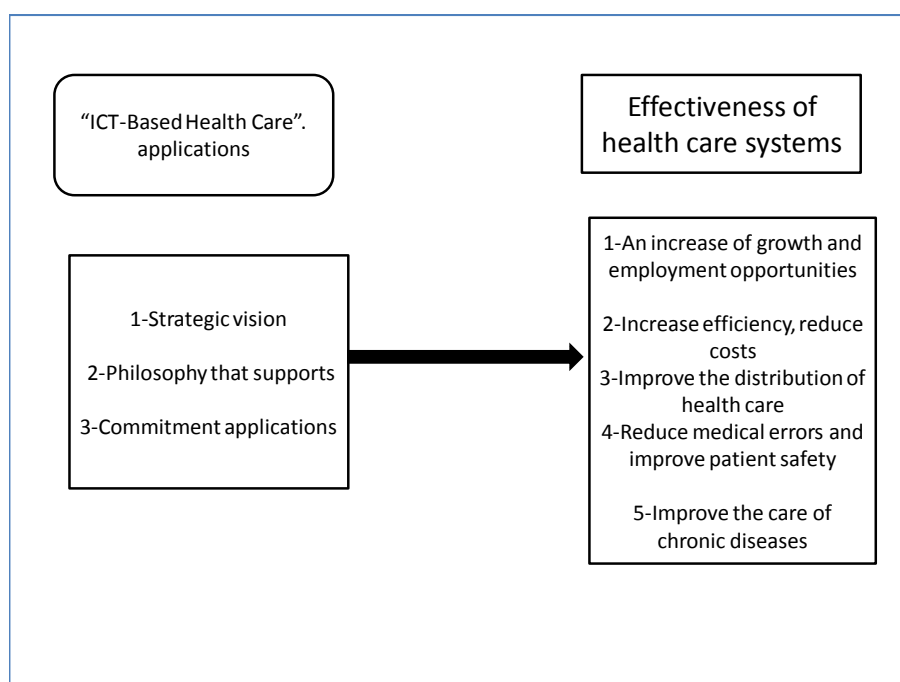 “ICT-Based Health Care”.
applications
Effectiveness of
health care systems
1-Strategic vision
2-Philosophy that supports
3-Commitment applications
1-An increase of growth and
employment opportunities
2-Increase efficiency, reduce
costs
3-Improve the distribution of
health care
4-Reduce medical errors and
improve patient safety
5-Improve the care of
chronic diseases